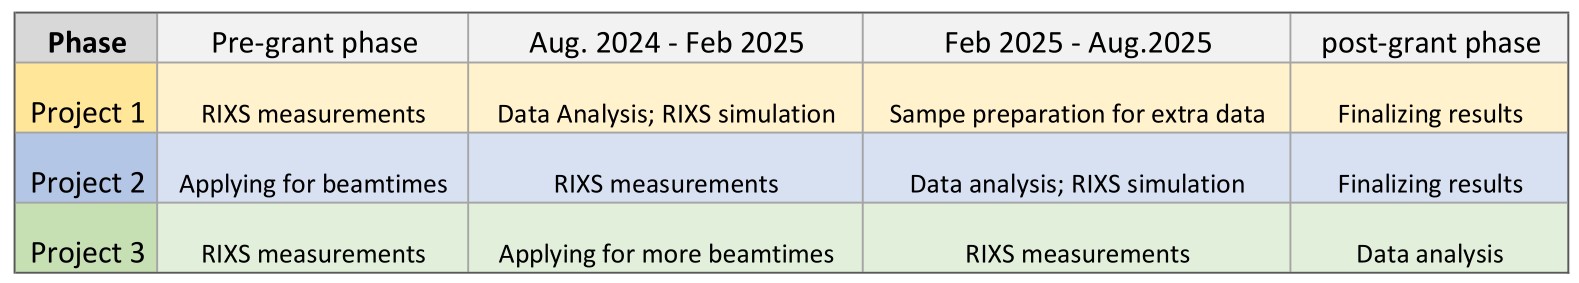 Phase Pre-grant phase Aug. 2024 - Feb 2025 Feb 2025 - Aug.2025 post-grant phase
Project 1 RIXS measurements Data Analysis; RIXS simulation Sampe preparation for extra data Finalizing results
Project 2 Applying for beamtimes RIXS measurements Data analysis; RIXS simulation Finalizing results
Project 3 RIXS measurements Applying for more beamtimes RIXS measurements Data analysis